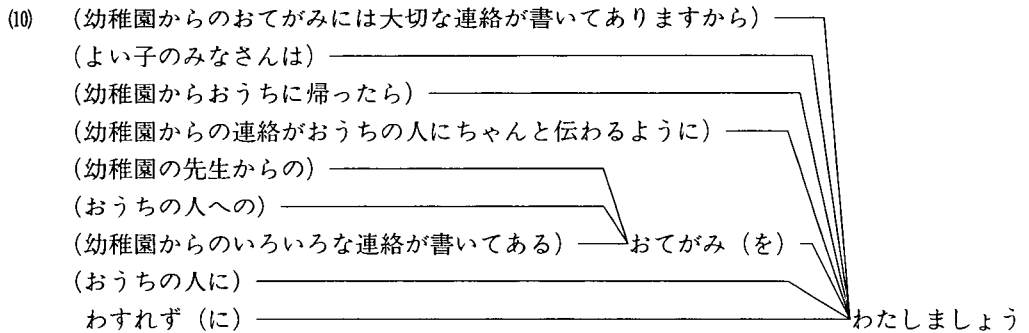 (10) (幼稚園からのおてがみには大切な連絡が書いてありますから)
(よい子のみなさんは)
(幼稚園からおうちに帰ったら)
(幼稚園からの連絡がおうちの人にちゃんと伝わるように)
(幼稚園の先生からの)
(おうちの人への)
(幼稚園からのいろいろな連絡が書いてある) おてがみ (を)
(おうちの人に)
わすれず (に) わたしましょう